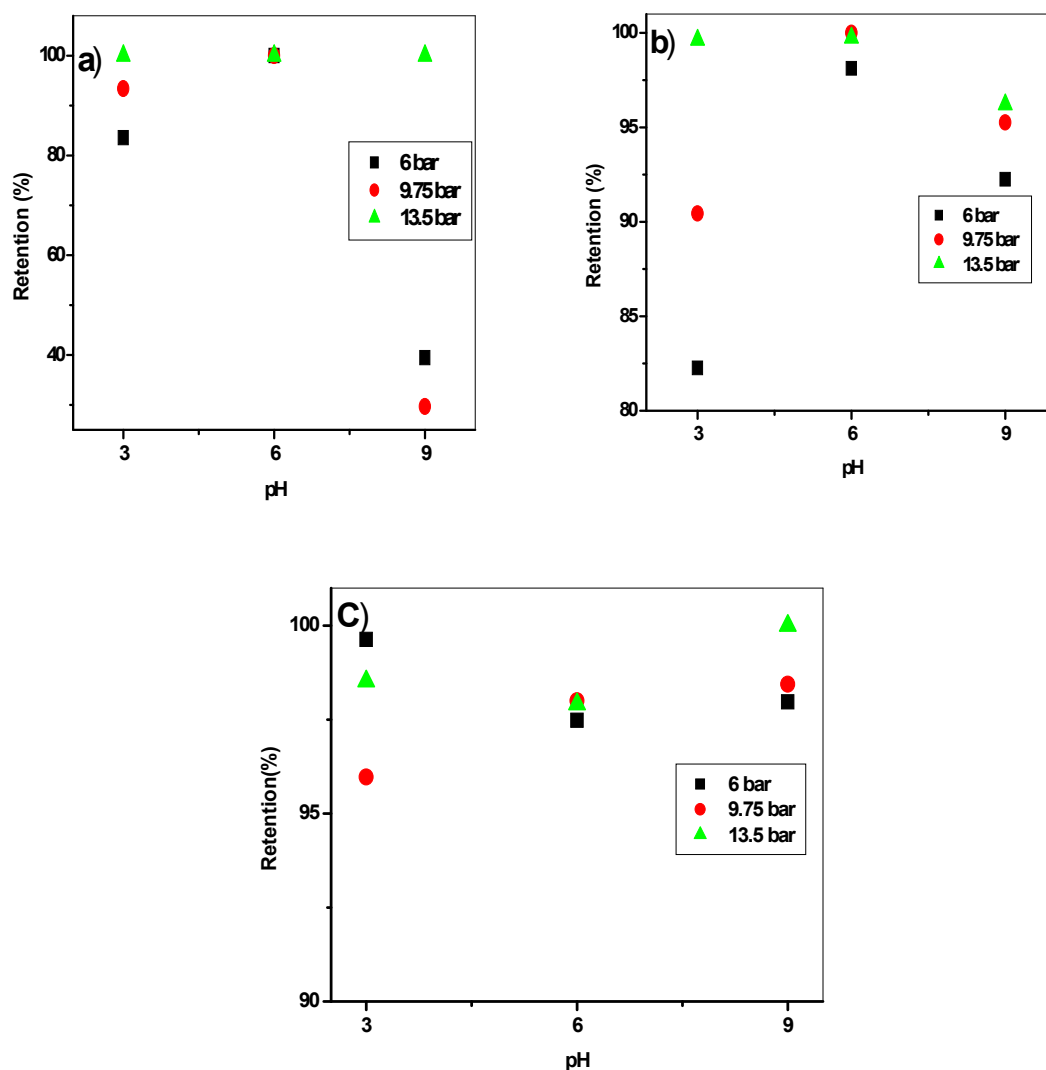 a)
100
80
60
40
Retention (%)
6 bar
9.75 bar
13.5 bar
3
6
9
pH
b)
100
95
90
85
80
Retention (%)
6 bar
9.75 bar
13.5 bar
3
6
9
pH
C)
100
95
90
Retention(%)
6 bar
9.75 bar
13.5 bar
3
6
9
pH